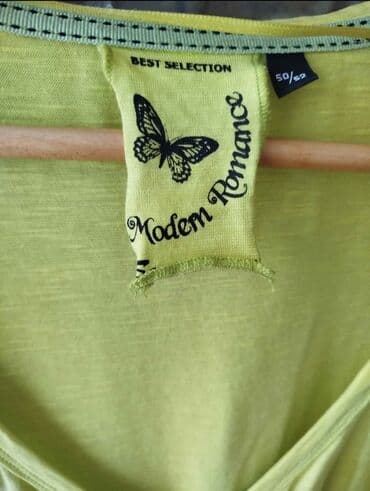 BEST SELECTION
50/52
Modern Romance